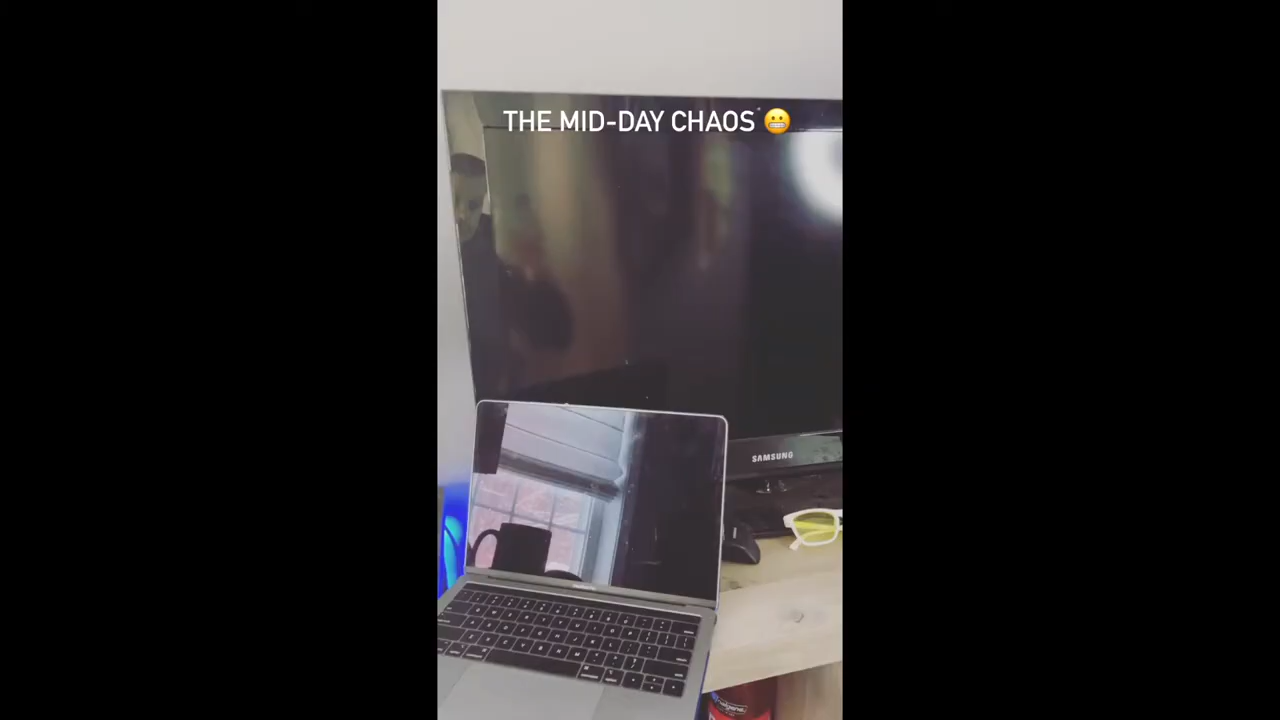 THE MID-DAY CHAOS 😬
SAMSUNG